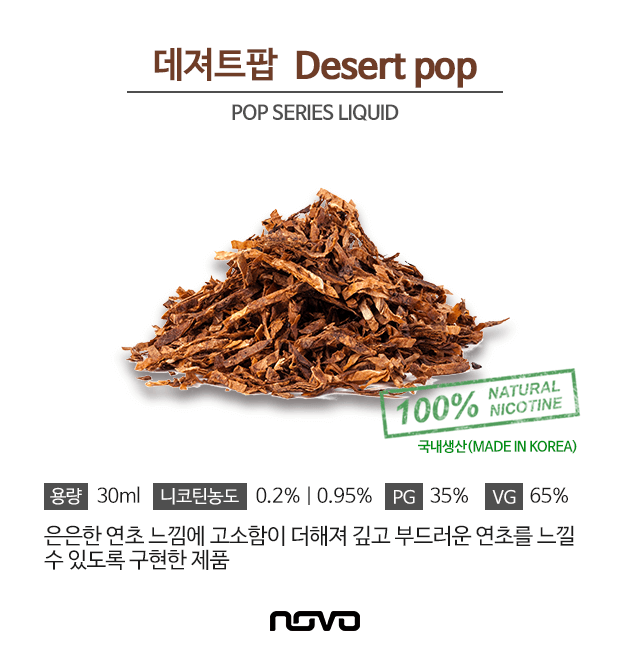 데져트팝 Desert pop
POP SERIES LIQUID
100% NATURAL NICOTINE
국내생산(MADE IN KOREA)
용량 30ml 니코틴농도 0.2% | 0.95% PG 35% VG 65%
은은한 연초 느낌에 고소함이 더해져 깊고 부드러운 연초를 느낄
수 있도록 구현한 제품
novo